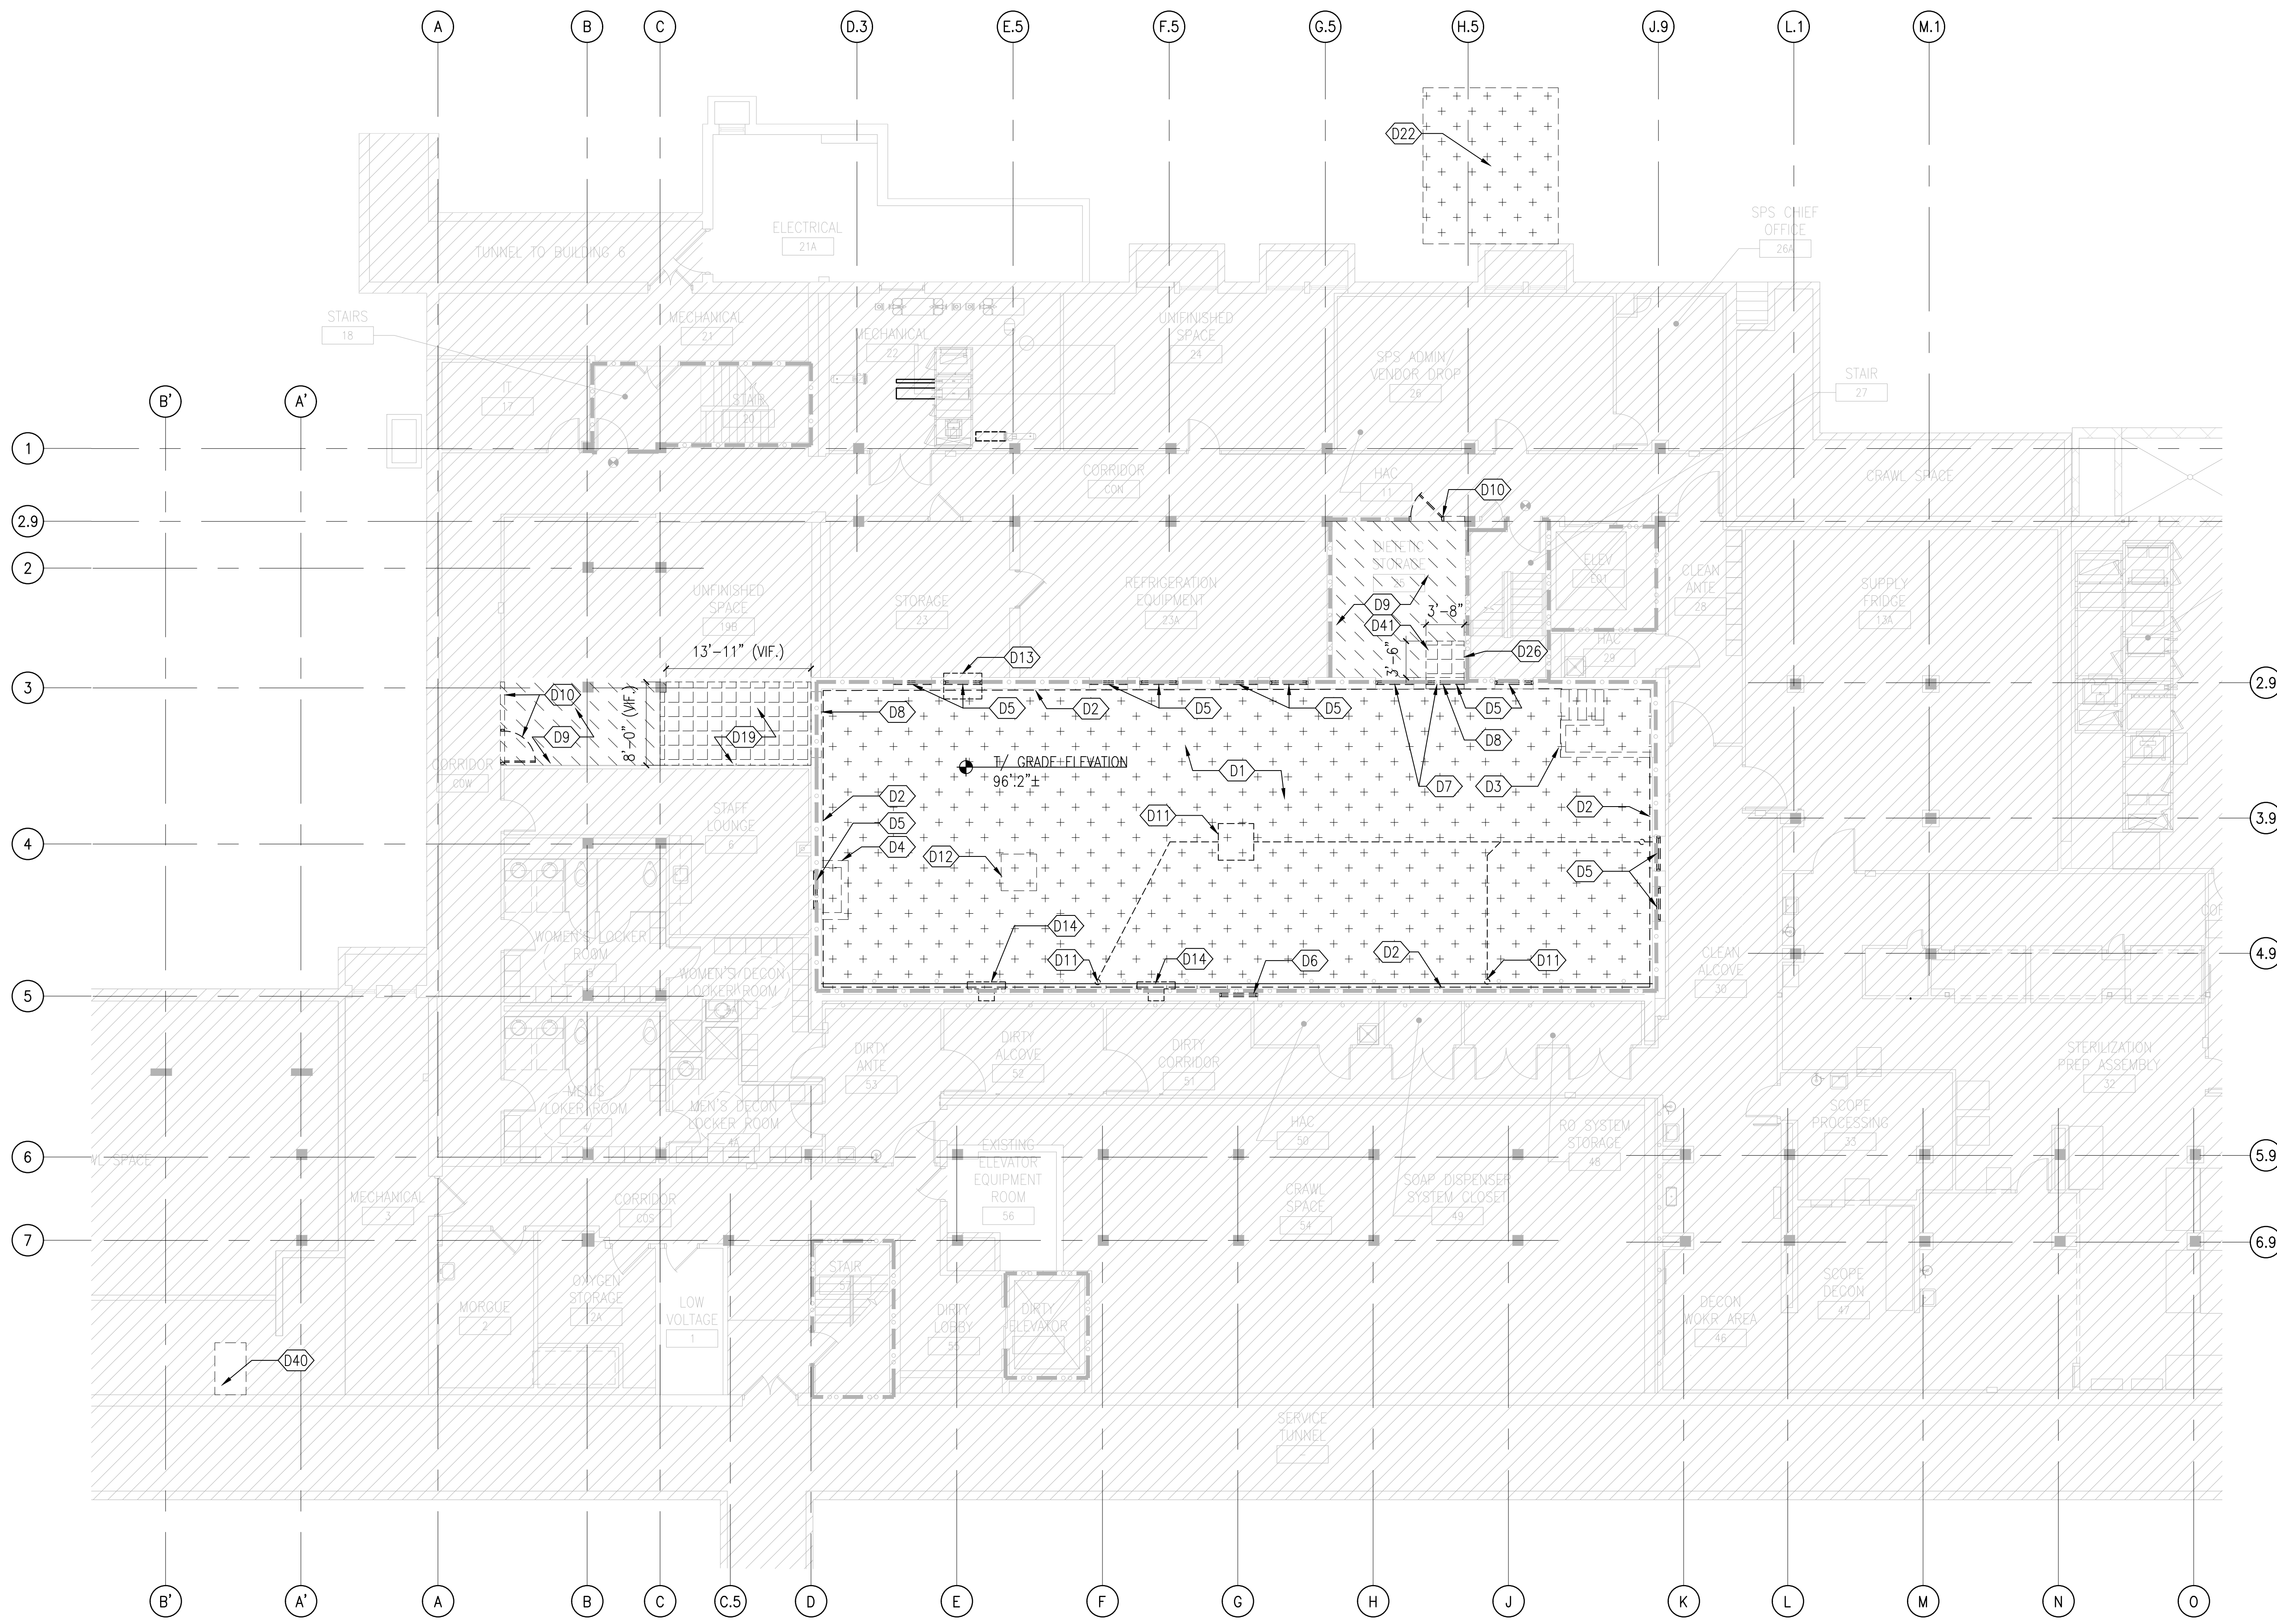 A
B
C
D.3
E.5
F.5
G.5
H.5
J.9
L.1
M.1
D22
SPS CHIEF
OFFICE
26A
ELECTRICAL
21A
TUNNEL TO BUILDING 6
STAIRS
18
MECHANICAL
21
MECHANICAL
22
UNIFINISHED
SPACE
24
SPS ADMIN/
VENDOR DROP
26
STAIR
27
IT
17
STAIR
20
B'
A'
1
CORRIDOR
CON
HAC
11
D10
CRAWL SPACE
2.9
2
UNFINISHED
SPACE
19B
STORAGE
23
REFRIGERATION
EQUIPMENT
23A
DIETETIC
STORAGE
25
ELEV
E01
CLEAN
ANTE
28
SUPPLY
FRIDGE
13A
D9
3'-8"
D41
3'-6"
D26
HAC
29
13'-11" (VIF.)
D13
3
2.9
D10
D9
8'-0" (VIF.)
D19
D8
D5
D2
D5
D5
D5
D8
T/ GRADE ELEVATION
96'.2"±
D1
D7
D3
CORRIDOR
COW
STAFF
LOUNGE
6
D2
D5
D4
D11
D12
D2
D5
3.9
4
WOMEN'S LOCKER
ROOM
5
WOMEN'S DECON
LOCKER ROOM
D14
D11
D14
D6
D2
D11
CLEAN
ALCOVE
30
4.9
5
DIRTY
ANTE
53
DIRTY
ALCOVE
52
DIRTY
CORRIDOR
51
STERILIZATION
PREP ASSEMBLY
32
MEN'S
LOKER ROOM
4
MEN'S DECON
LOCKER ROOM
4A
HAC
50
RO SYSTEM
STORAGE
48
SCOPE
PROCESSING
33
6
5.9
MECHANICAL
3
CORRIDOR
COS
EXISTING
ELEVATOR
EQUIPMENT
ROOM
56
CRAWL
SPACE
54
SOAP DISPENSER
SYSTEM CLOSET
49
7
6.9
MORGUE
2
OXYGEN
STORAGE
2A
LOW
VOLTAGE
1
STAIR
57
DIRTY
LOBBY
55
DIRTY
ELEVATOR
DECON
WOKR AREA
46
SCOPE
DECON
47
D40
SERVICE
TUNNEL
B'
A'
A
B
C
C.5
D
E
F
G
H
J
K
L
M
N
O